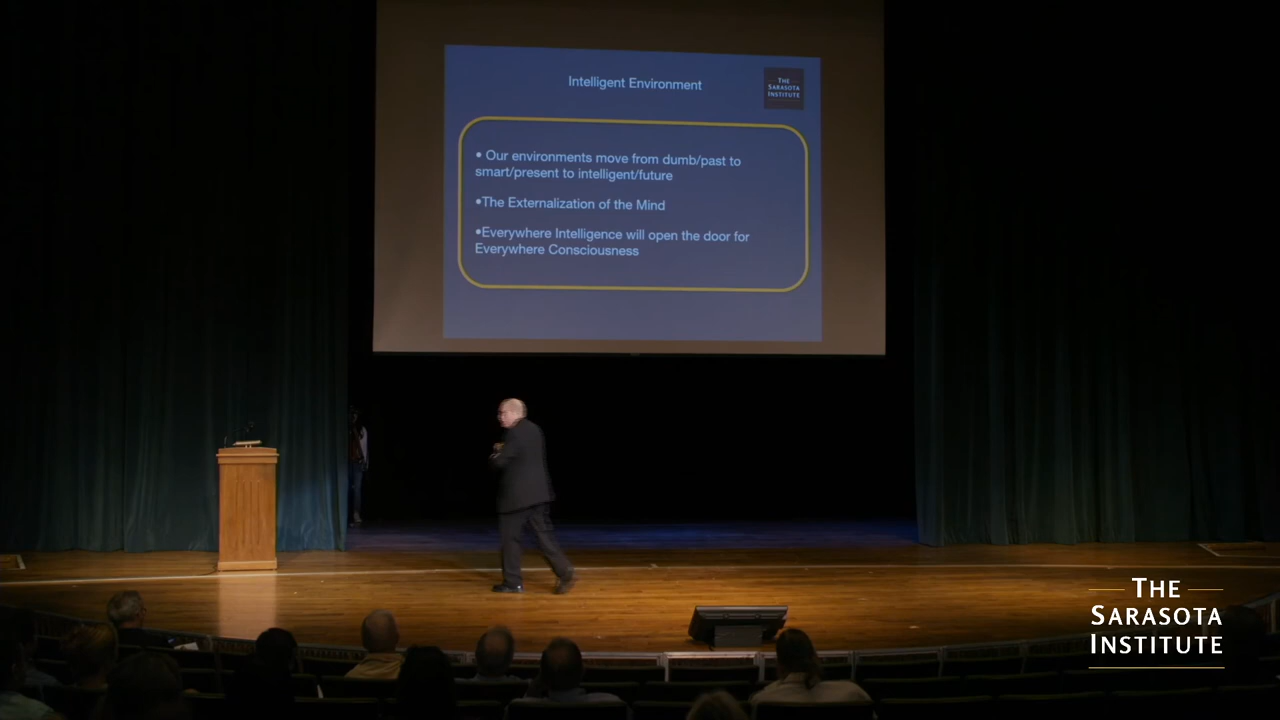 Intelligent Environment
THE
SARASOTA
INSTITUTE
• Our environments move from dumb/past to
smart/present to intelligent/future
•The Externalization of the Mind
•Everywhere Intelligence will open the door for
Everywhere Consciousness
THE
SARASOTA
INSTITUTE